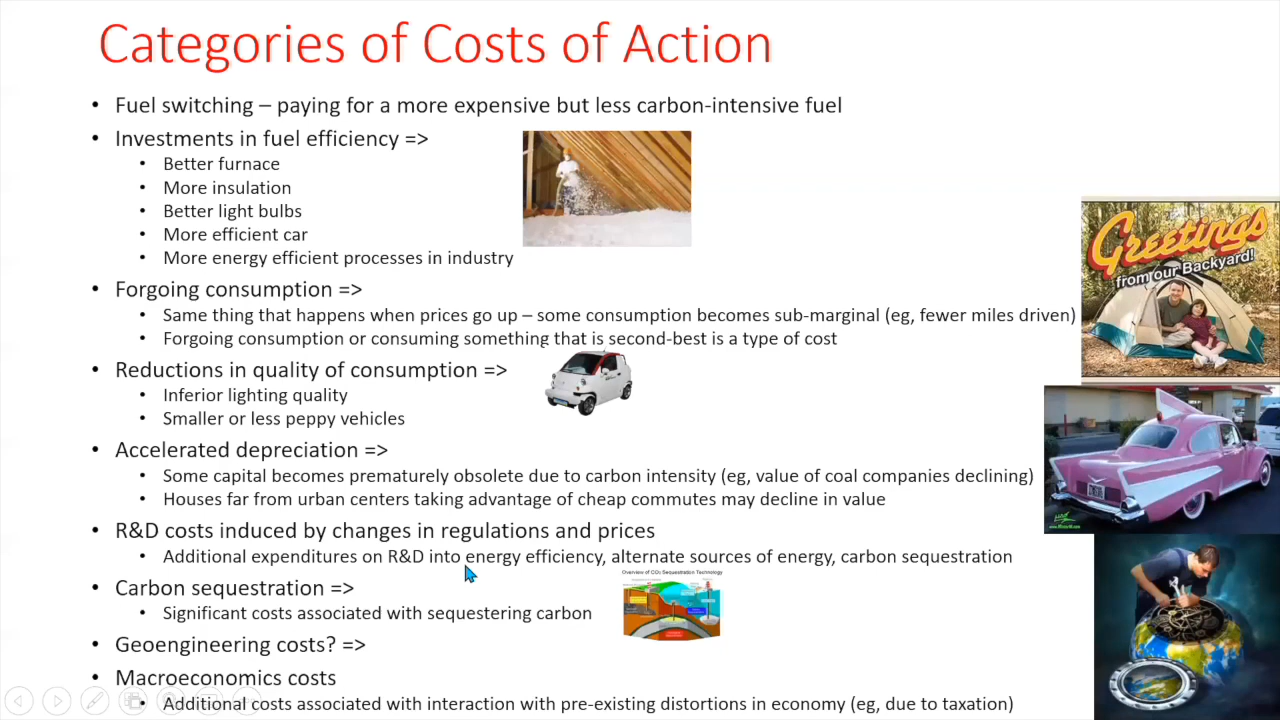 Categories of Costs of Action
• Fuel switching – paying for a more expensive but less carbon-intensive fuel
• Investments in fuel efficiency =>
• Better furnace
• More insulation
• Better light bulbs
• More efficient car
• More energy efficient processes in industry
• Forgoing consumption =>
• Same thing that happens when prices go up – some consumption becomes sub-marginal (eg, fewer miles driven)
• Forgoing consumption or consuming something that is second-best is a type of cost
• Reductions in quality of consumption =>
• Inferior lighting quality
• Smaller or less peppy vehicles
• Accelerated depreciation =>
• Some capital becomes prematurely obsolete due to carbon intensity (eg, value of coal companies declining)
• Houses far from urban centers taking advantage of cheap commutes may decline in value
• R&D costs induced by changes in regulations and prices
• Additional expenditures on R&D into energy efficiency, alternate sources of energy, carbon sequestration
• Carbon sequestration =>
• Significant costs associated with sequestering carbon
• Geoengineering costs? =>
• Macroeconomics costs
• Additional costs associated with interaction with pre-existing distortions in economy (eg, due to taxation)
Greetings
from our Backyard!
Overview of CO₂ Sequestration Technology